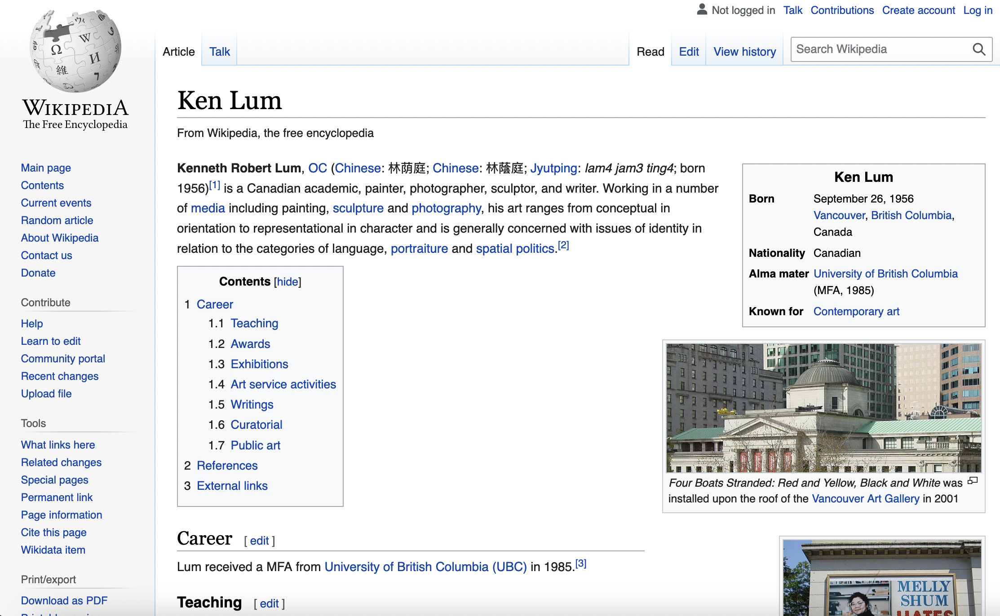 Not logged in Talk Contributions Create account Log in
Article Talk Read Edit View history Search Wikipedia
WIKIPEDIA
The Free Encyclopedia
Main page
Contents
Current events
Random article
About Wikipedia
Contact us
Donate
Contribute
Help
Learn to edit
Community portal
Recent changes
Upload file
Tools
What links here
Related changes
Special pages
Permanent link
Page information
Cite this page
Wikidata item
Print/export
Download as PDF
Ken Lum
From Wikipedia, the free encyclopedia
Kenneth Robert Lum, OC (Chinese: 林荫庭; Chinese: 林蔭庭; Jyutping: lam4 jam3 ting4; born
1956)[1] is a Canadian academic, painter, photographer, sculptor, and writer. Working in a number
of media including painting, sculpture and photography, his art ranges from conceptual in
orientation to representational in character and is generally concerned with issues of identity in
relation to the categories of language, portraiture and spatial politics.[2]
Contents [hide]
1 Career
1.1 Teaching
1.2 Awards
1.3 Exhibitions
1.4 Art service activities
1.5 Writings
1.6 Curatorial
1.7 Public art
2 References
3 External links
Career [ edit ]
Lum received a MFA from University of British Columbia (UBC) in 1985.[3]
Teaching [ edit ]
Ken Lum
Born September 26, 1956
Vancouver, British Columbia,
Canada
Nationality Canadian
Alma mater University of British Columbia
(MFA, 1985)
Known for Contemporary art
Four Boats Stranded: Red and Yellow, Black and White was
installed upon the roof of the Vancouver Art Gallery in 2001
MELLY
SHUM
HATES